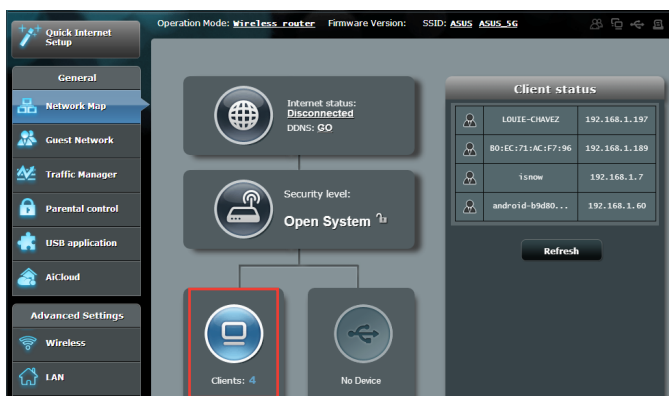 Operation Mode: Wireless router Firmware Version: SSID: ASUS ASUS_5G
Quick Internet
Setup
General
Network Map
Guest Network
Traffic Manager
Parental control
USB application
AiCloud
Advanced Settings
Wireless
LAN
Internet status:
Disconnected
DDNS: GO
Security level:
Open System
Clients: 4
No Device
Client status
LOUIE-CHAVEZ 192.168.1.197
B0:EC:71:AC:F7:96 192.168.1.189
isnow 192.168.1.7
android-b9d80... 192.168.1.60
Refresh